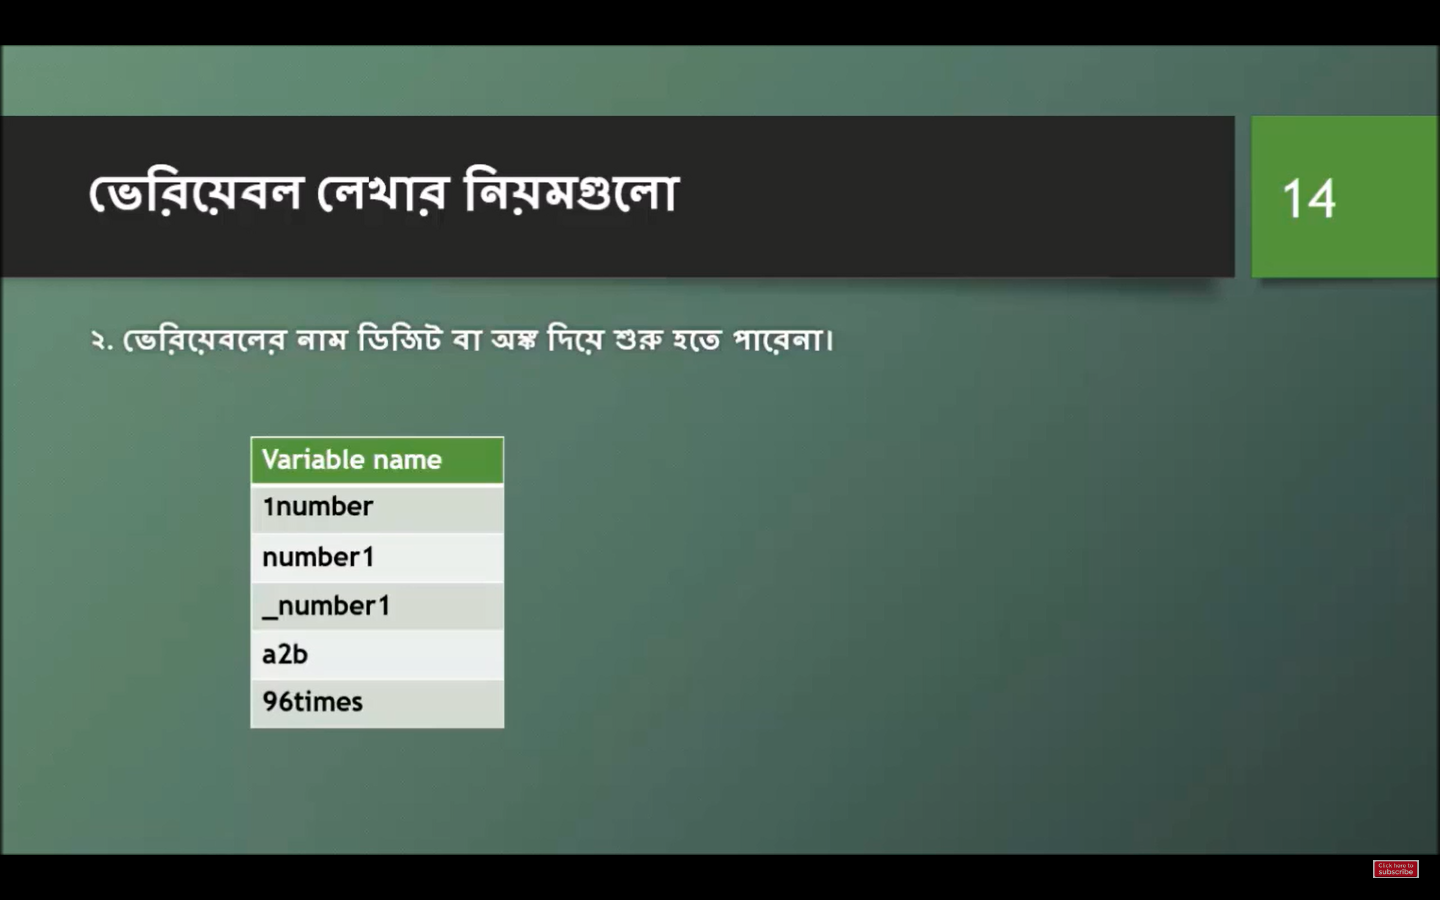 ভেরিয়েবল লেখার নিয়মগুলো
14
২. ভেরিয়েবলের নাম ডিজিট বা অঙ্ক দিয়ে শুরু হতে পারেনা।
Variable name
1number
number1
_number1
a2b
96times
Click here to
subscribe